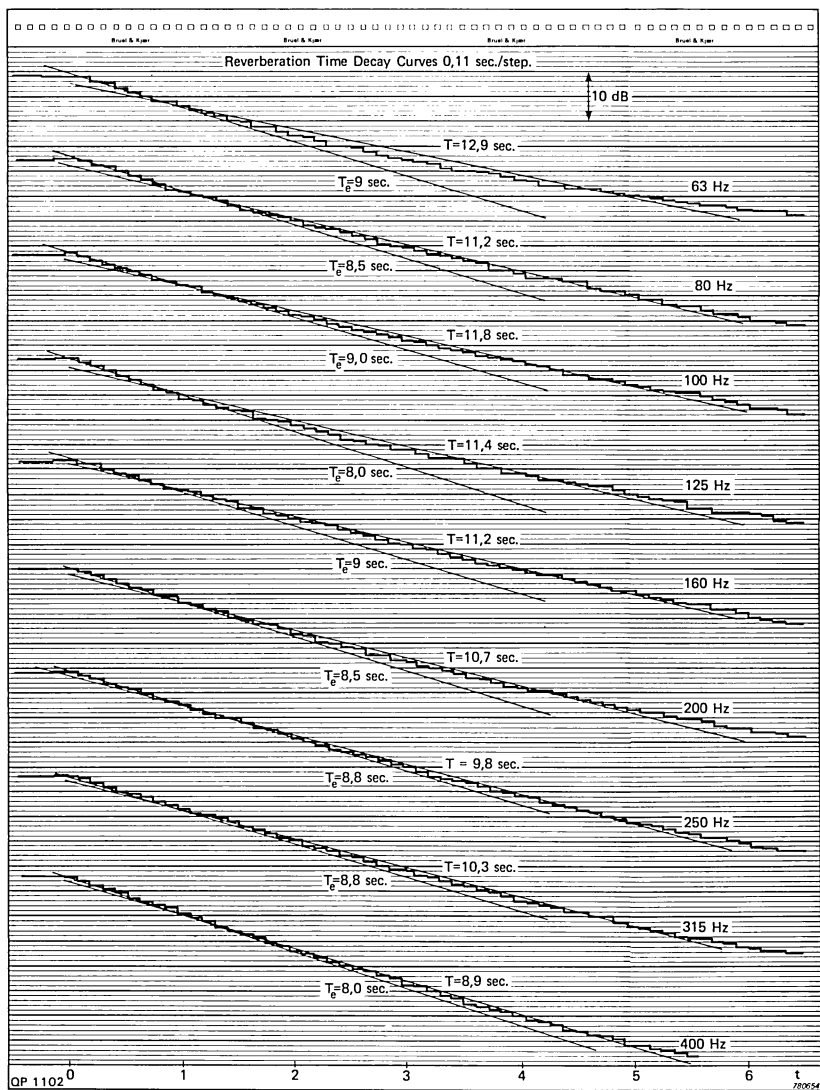 Brüel & Kjær Brüel & Kjær Brüel & Kjær Brüel & Kjær
Reverberation Time Decay Curves 0,11 sec./step.
10 dB
T=12,9 sec.
Te=9 sec.
63 Hz
T=11,2 sec.
Te=8,5 sec.
80 Hz
T=11,8 sec.
Te=9,0 sec.
100 Hz
T=11,4 sec.
Te=8,0 sec.
125 Hz
T=11,2 sec.
Te=9 sec.
160 Hz
T=10,7 sec.
Te=8,5 sec.
200 Hz
T = 9,8 sec.
Te=8,8 sec.
250 Hz
T=10,3 sec.
Te=8,8 sec.
315 Hz
T=8,9 sec.
Te=8,0 sec.
400 Hz
0 1 2 3 4 5 6 t
QP 1102
780654